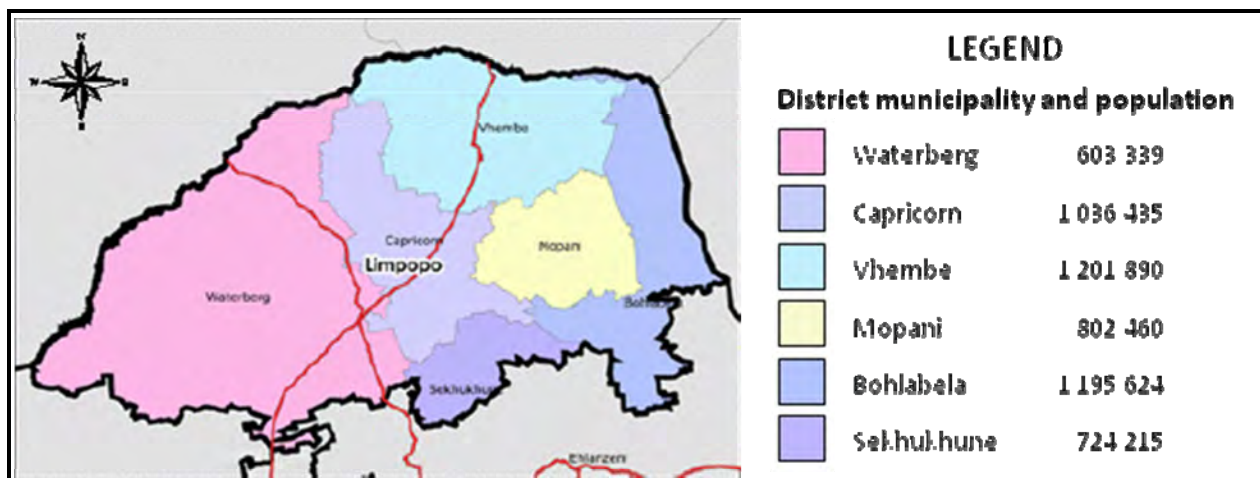 N
W
LEGEND
District municipality and population
Waterberg 603 339
Capricorn 1 036 435
Vhembe 1 201 890
Mopani 802 460
Bohlabela 1 195 624
Sekhukhune 724 215
Vhembe
Capricorn
Limpopo
Mopani
Waterberg
Ehlanzeni